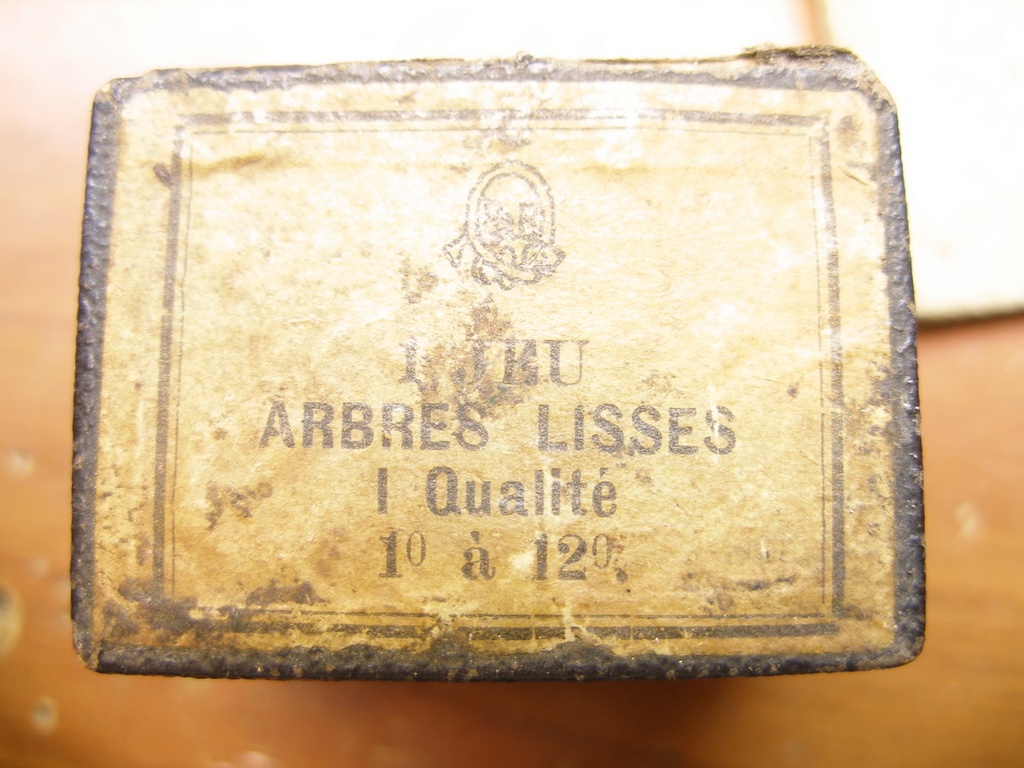 1 JEU
ARBRES LISSES
I Qualité
1⁰ à 12⁰.